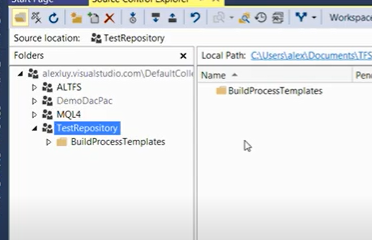 Start Page
Source Control Explorer
Workspace
Source location: TestRepository
Folders
Local Path: C:\Users\alex\Documents\TFS
alexluy.visualstudio.com\DefaultColle
Name
Pen
ALTFS
BuildProcessTemplates
DemoDacPac
MQL4
TestRepository
BuildProcessTemplates